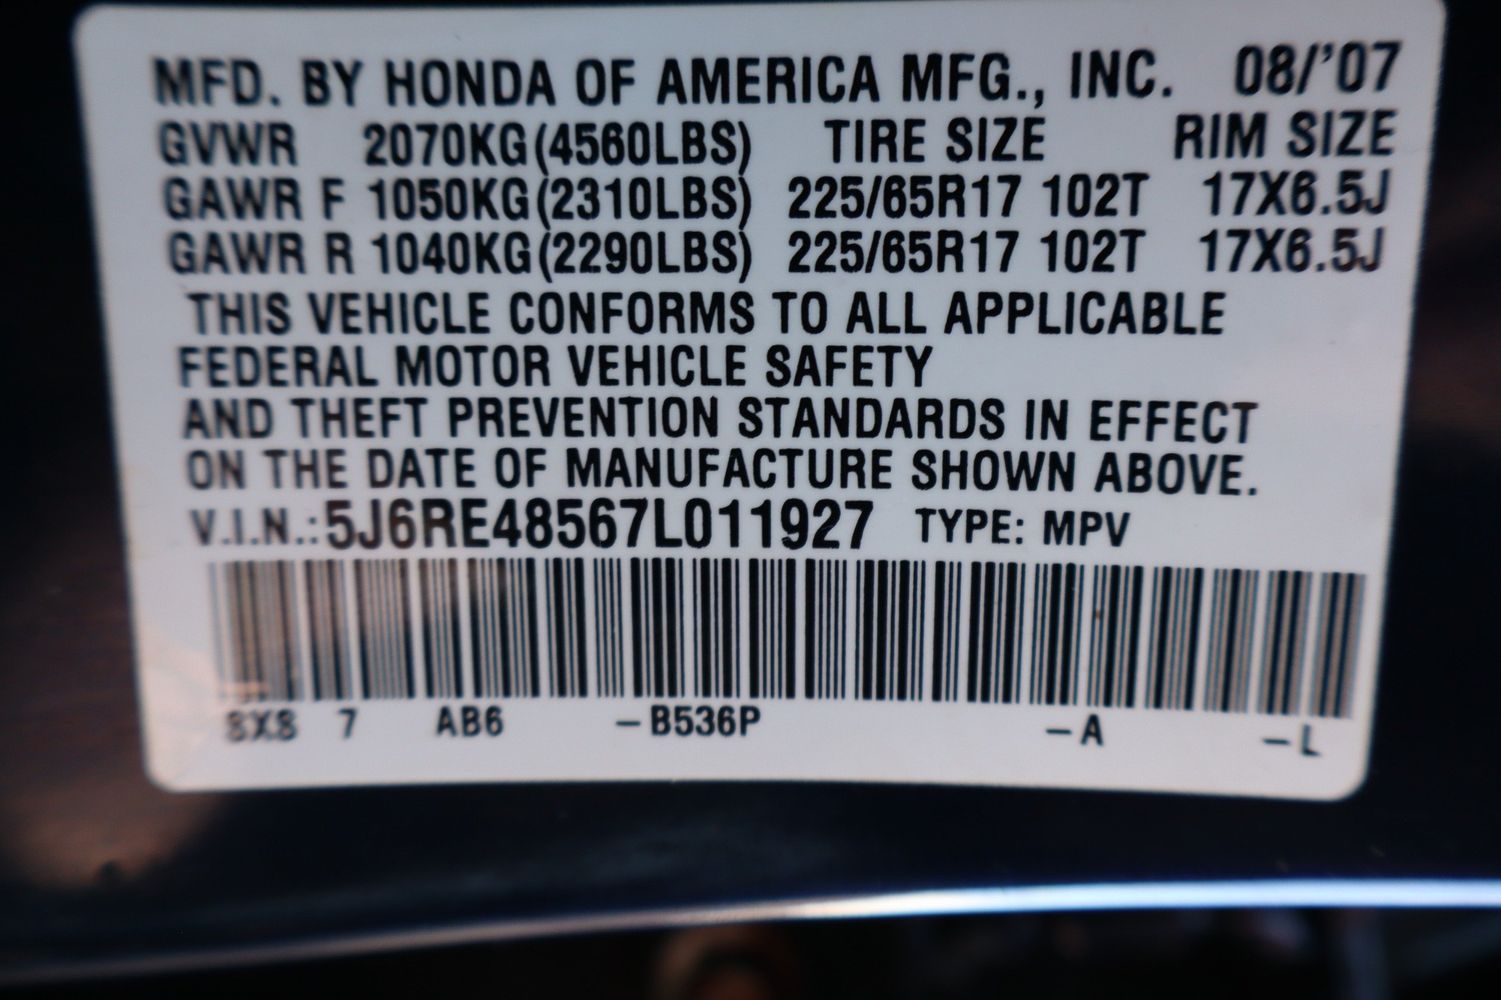 MFD. BY HONDA OF AMERICA MFG., INC. 08/'07
GVWR 2070KG(4560LBS) TIRE SIZE RIM SIZE
GAWR F 1050KG(2310LBS) 225/65R17 102T 17X6.5J
GAWR R 1040KG(2290LBS) 225/65R17 102T 17X6.5J
THIS VEHICLE CONFORMS TO ALL APPLICABLE
FEDERAL MOTOR VEHICLE SAFETY
AND THEFT PREVENTION STANDARDS IN EFFECT
ON THE DATE OF MANUFACTURE SHOWN ABOVE.
V.I.N.:5J6RE48567L011927 TYPE: MPV
8X8 7 AB6 –B536P –A –L